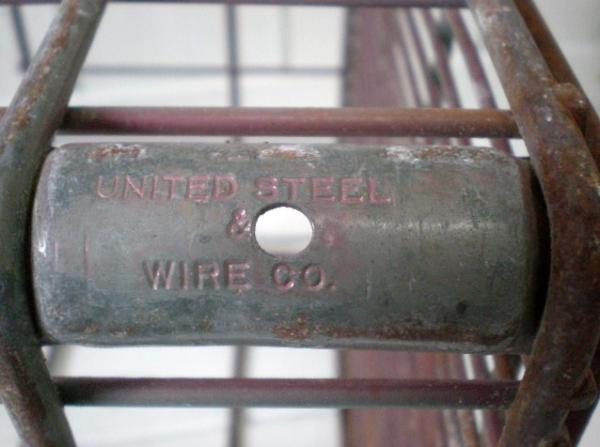 UNITED STEEL
&
WIRE CO.